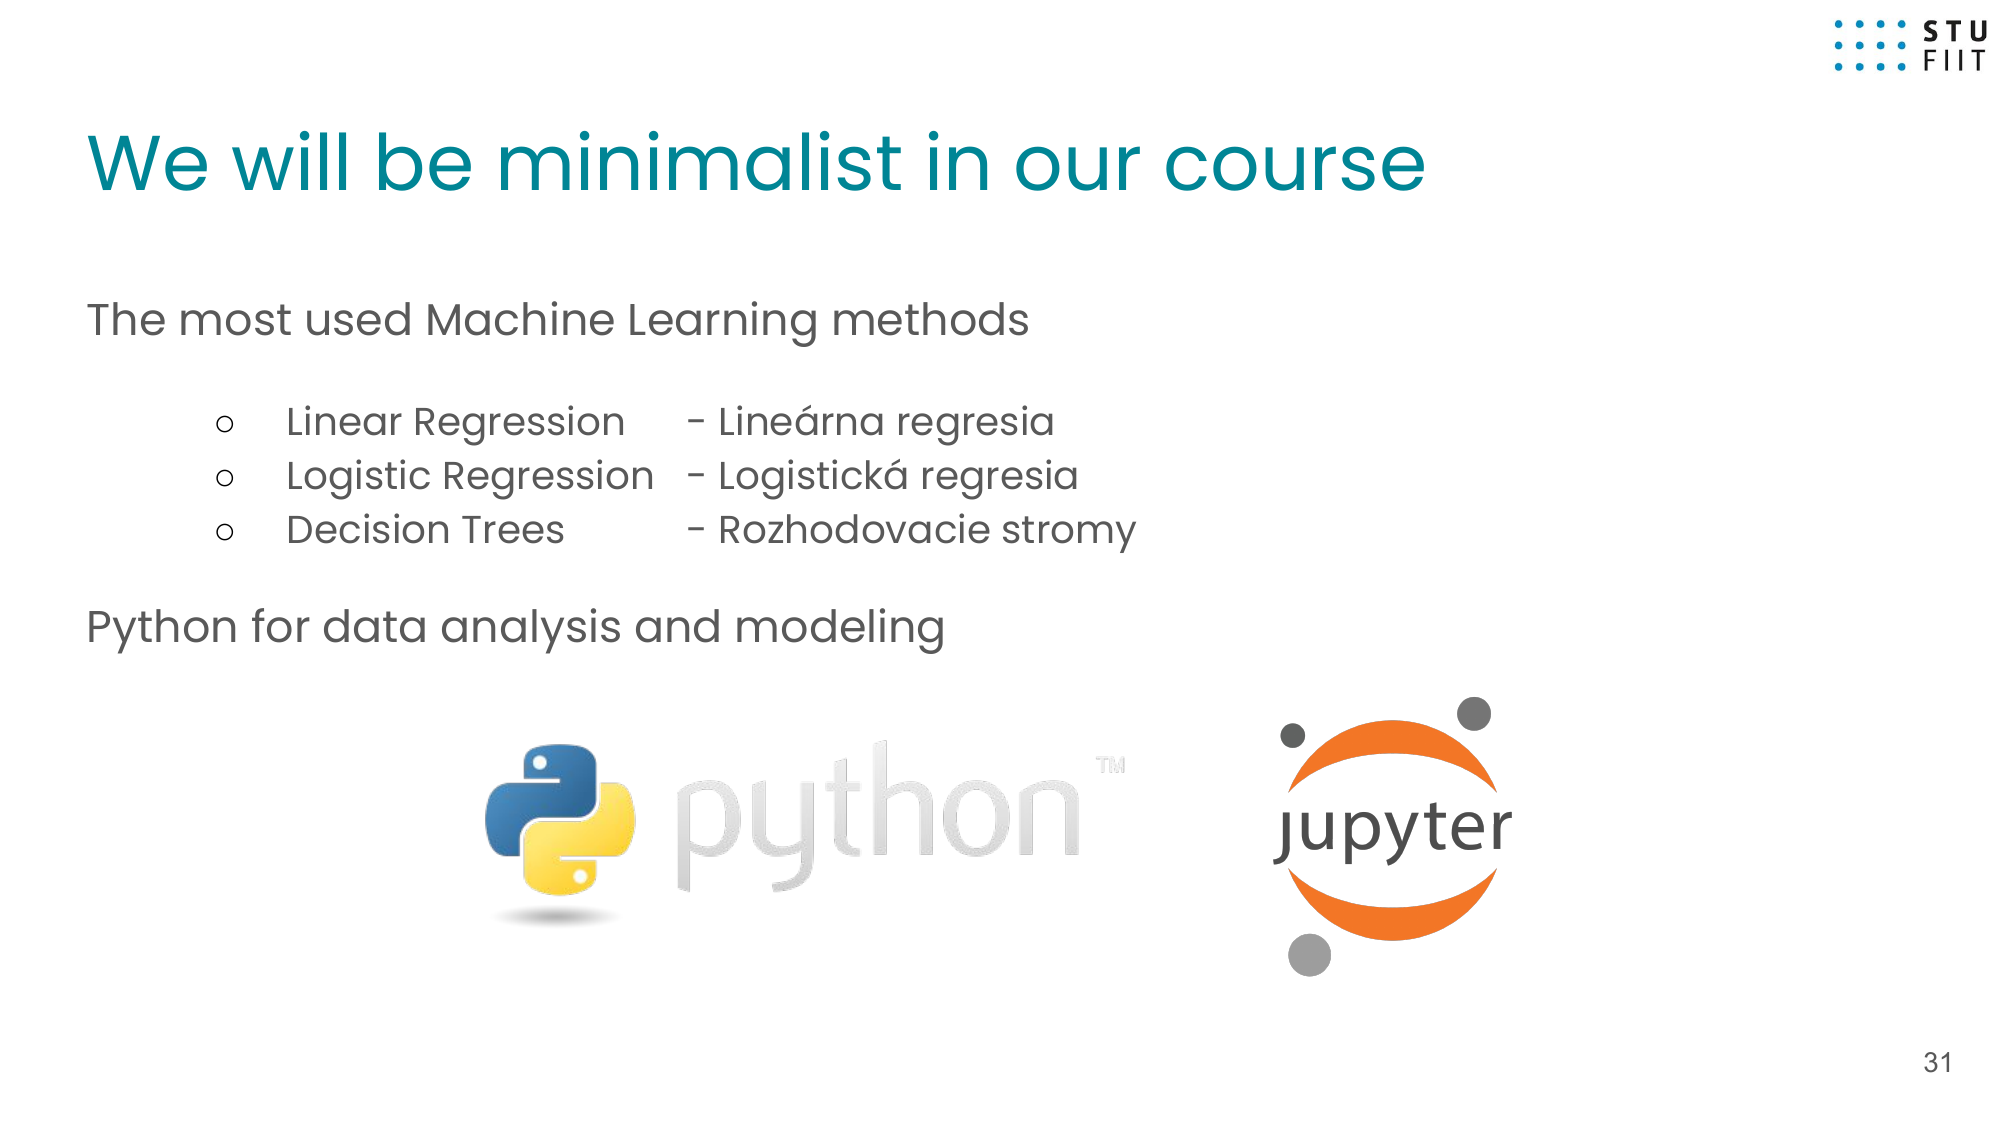 STU
FIIT
We will be minimalist in our course
The most used Machine Learning methods
○ Linear Regression - Lineárna regresia
○ Logistic Regression - Logistická regresia
○ Decision Trees - Rozhodovacie stromy
Python for data analysis and modeling
python™
jupyter
31